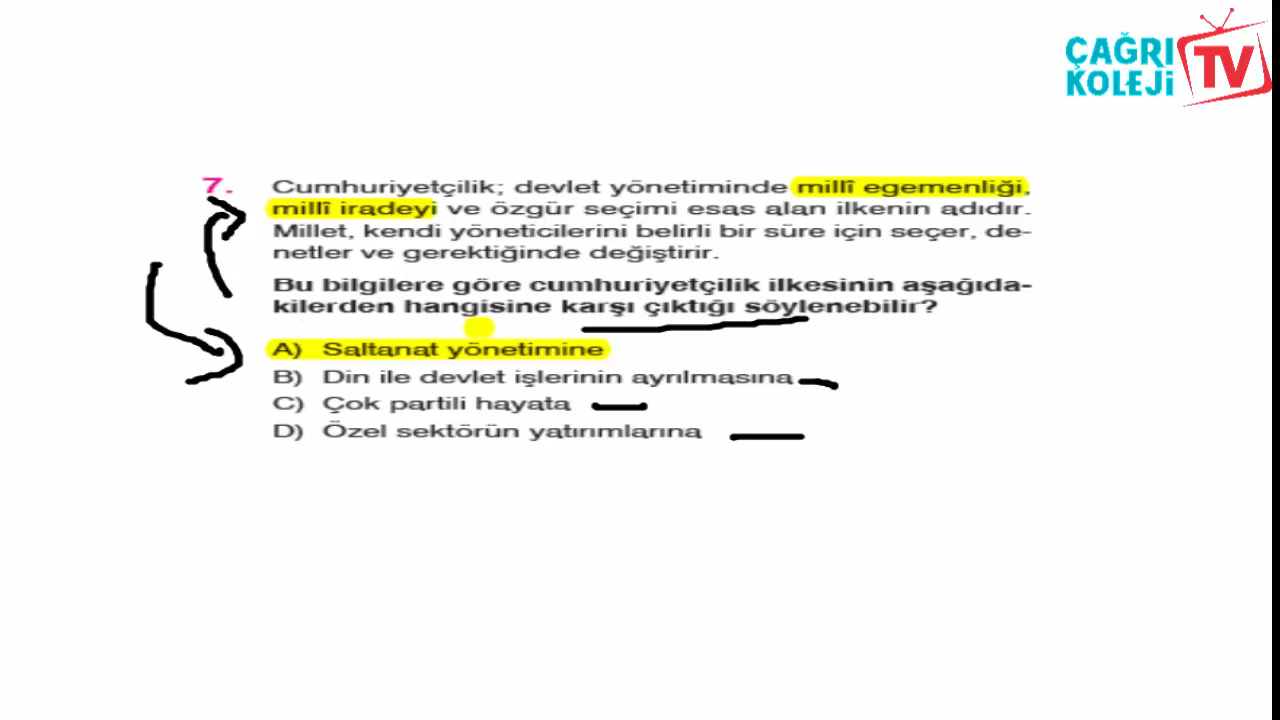 ÇAĞRI
KOLEJİ TV
7. Cumhuriyetçilik; devlet yönetiminde millî egemenliği,
millî iradeyi ve özgür seçimi esas alan ilkenin adıdır.
Millet, kendi yöneticilerini belirli bir süre için seçer, de-
netler ve gerektiğinde değiştirir.
Bu bilgilere göre cumhuriyetçilik ilkesinin aşağıda-
kilerden hangisine karşı çıktığı söylenebilir?
A) Saltanat yönetimine
B) Din ile devlet işlerinin ayrılmasına
C) Çok partili hayata
D) Özel sektörün yatırımlarına